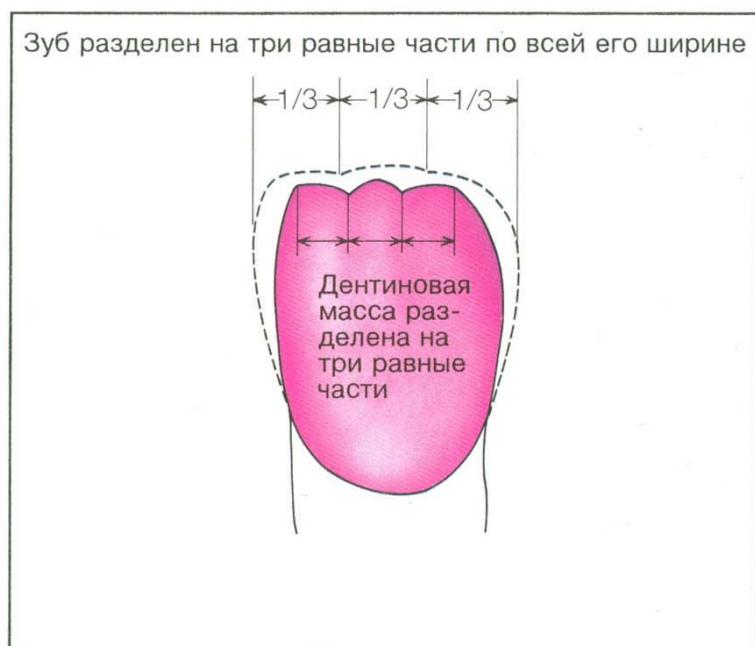 Зуб разделен на три равные части по всей его ширине
1/3 1/3 1/3
Дентиновая
масса раз-
делена на
три равные
части